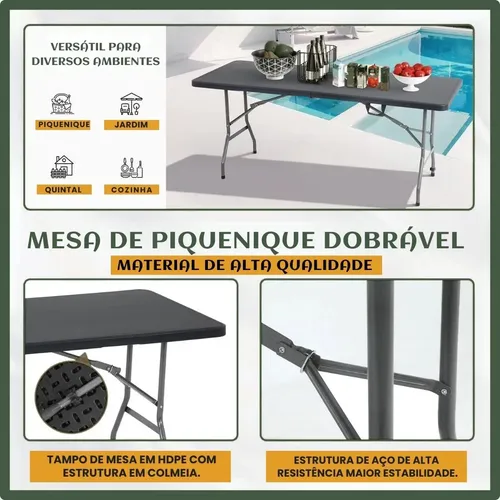 VERSÁTIL PARA
DIVERSOS AMBIENTES
PIQUENIQUE
JARDIM
QUINTAL
COZINHA
MESA DE PIQUENIQUE DOBRÁVEL
MATERIAL DE ALTA QUALIDADE
TAMPO DE MESA EM HDPE COM
ESTRUTURA EM COLMEIA.
ESTRUTURA DE AÇO DE ALTA
RESISTÊNCIA MAIOR ESTABILIDADE.